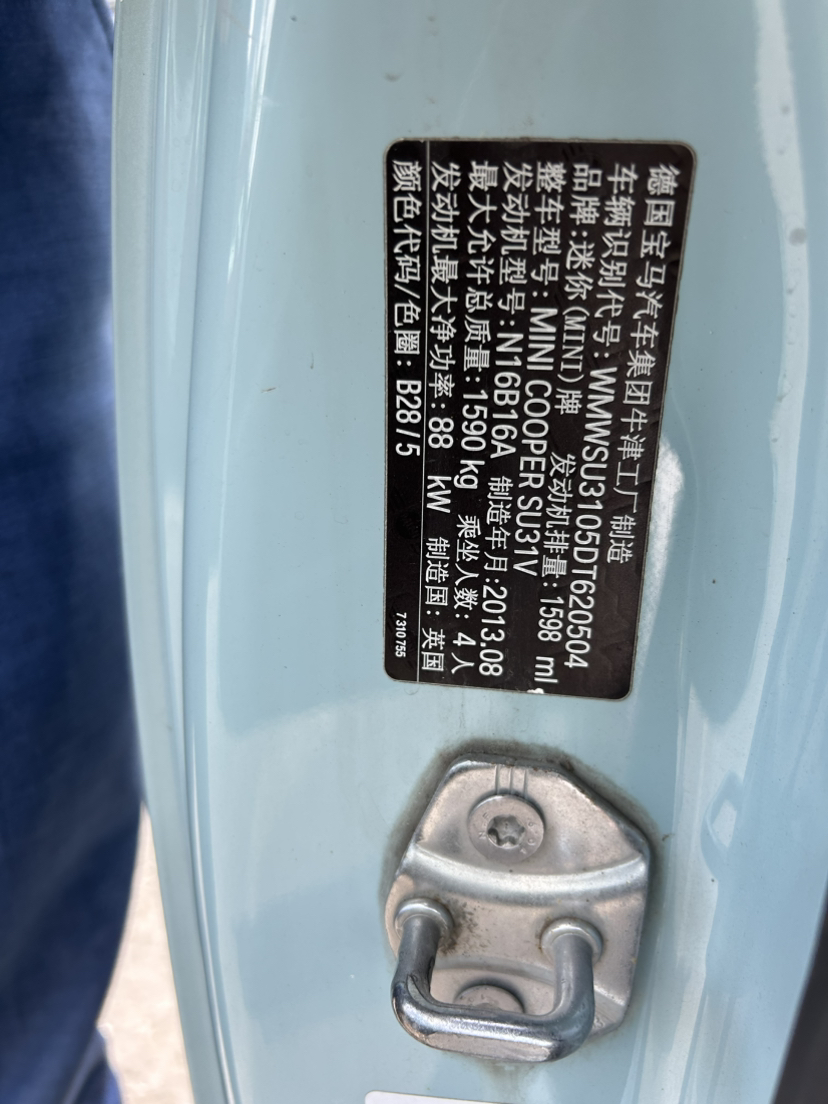 德国宝马汽车集团牛津工厂制造
车辆识别代号:WMWSU3105DT620504
品牌:迷你(MINI)牌 发动机排量:1598 ml
整车型号:MINI COOPER SU31V
发动机型号:N16B16A 制造年月:2013.08
最大允许总质量:1590 kg 乘坐人数:4人
发动机最大净功率:88 kW 制造国:英国
颜色代码/色圈:B28/5 7310755